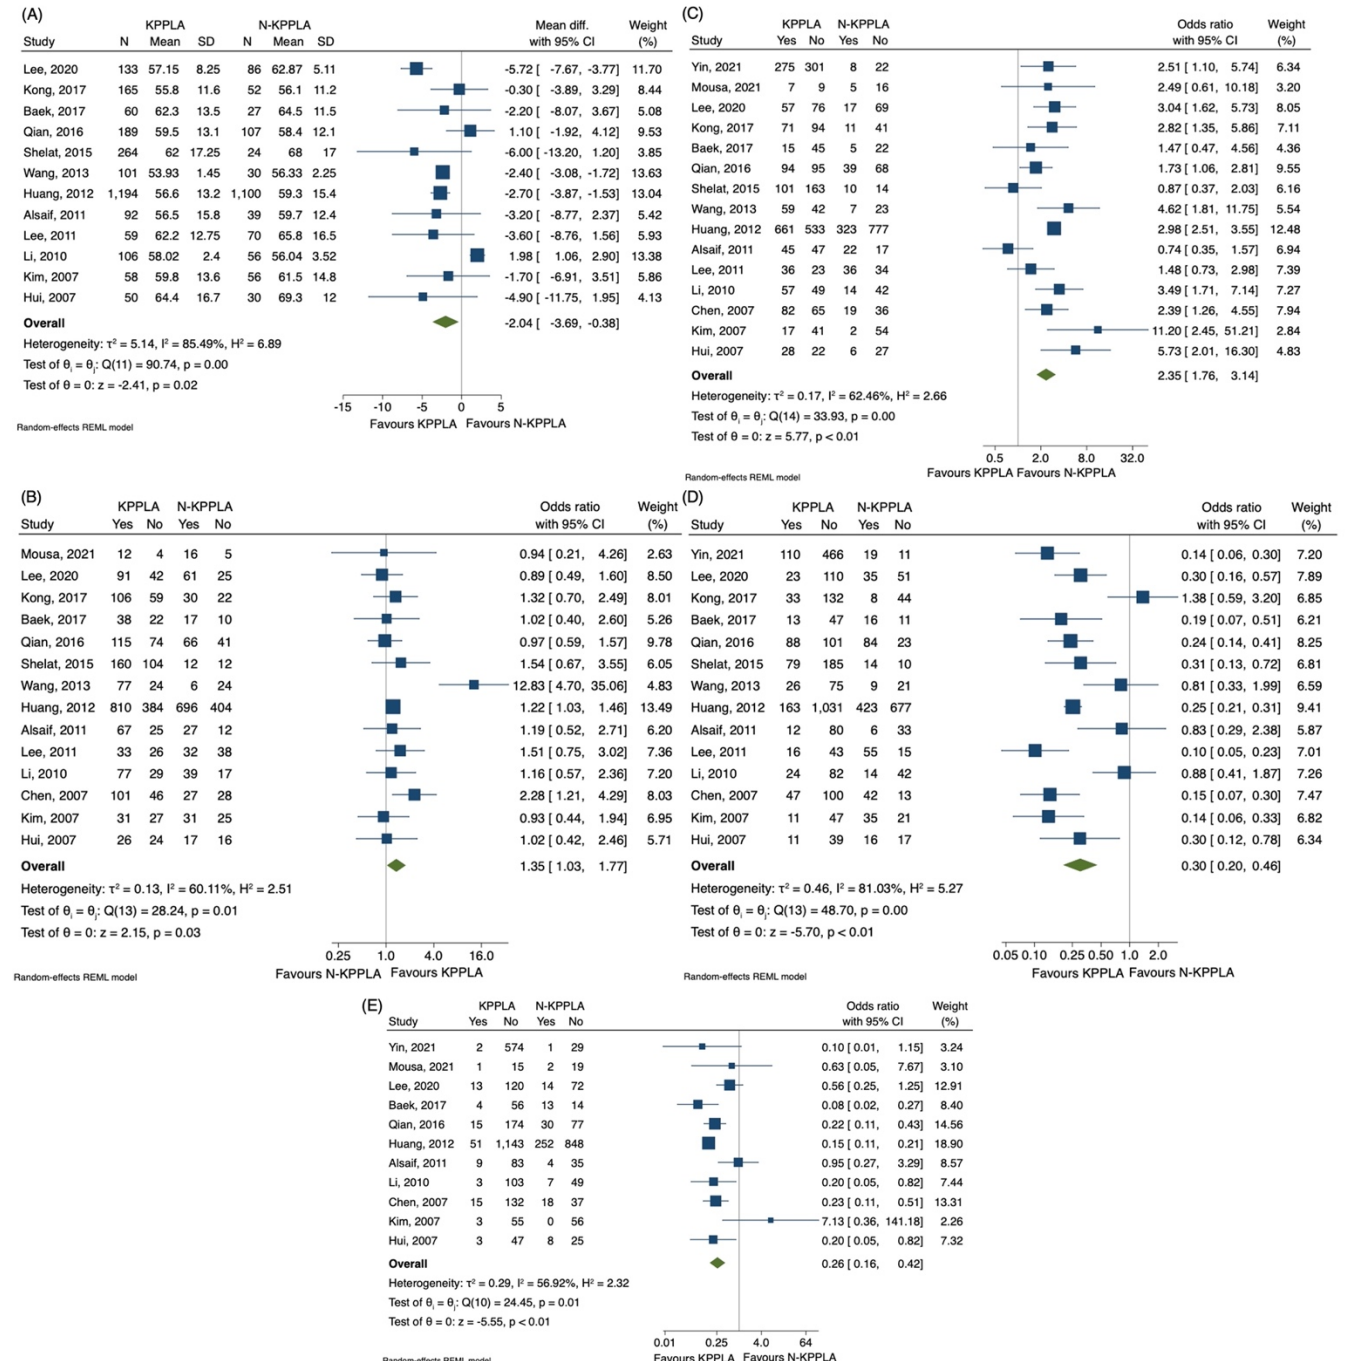 (A)
KPPLA N-KPPLA Mean diff. Weight
Study N Mean SD N Mean SD with 95% CI (%)
Lee, 2020 133 57.15 8.25 86 62.87 5.11 -5.72 [ -7.67, -3.77] 11.70
Kong, 2017 165 55.8 11.6 52 56.1 11.2 -0.30 [ -3.89, 3.29] 8.44
Baek, 2017 60 62.3 13.5 27 64.5 11.5 -2.20 [ -8.07, 3.67] 5.08
Qian, 2016 189 59.5 13.1 107 58.4 12.1 1.10 [ -1.92, 4.12] 9.53
Shelat, 2015 264 62 17.25 24 68 17 -6.00 [ -13.20, 1.20] 3.85
Wang, 2013 101 53.93 1.45 30 56.33 2.25 -2.40 [ -3.08, -1.72] 13.63
Huang, 2012 1,194 56.6 13.2 1,100 59.3 15.4 -2.70 [ -3.87, -1.53] 13.04
Alsaif, 2011 92 56.5 15.8 39 59.7 12.4 -3.20 [ -8.77, 2.37] 5.42
Lee, 2011 59 62.2 12.75 70 65.8 16.5 -3.60 [ -8.76, 1.56] 5.93
Li, 2010 106 58.02 2.4 56 56.04 3.52 1.98 [ 1.06, 2.90] 13.38
Kim, 2007 58 59.8 13.6 56 61.5 14.8 -1.70 [ -6.91, 3.51] 5.86
Hui, 2007 50 64.4 16.7 30 69.3 12 -4.90 [ -11.75, 1.95] 4.13
Overall -2.04 [ -3.69, -0.38]
Heterogeneity: τ² = 5.14, I² = 85.49%, H² = 6.89
Test of θᵢ = θⱼ: Q(11) = 90.74, p = 0.00
Test of θ = 0: z = -2.41, p = 0.02
-15 -10 -5 0 5
Favours KPPLA Favours N-KPPLA
Random-effects REML model
(C)
KPPLA N-KPPLA Odds ratio Weight
Study Yes No Yes No with 95% CI (%)
Yin, 2021 275 301 8 22 2.51 [ 1.10, 5.74] 6.34
Mousa, 2021 7 9 5 16 2.49 [ 0.61, 10.18] 3.20
Lee, 2020 57 76 17 69 3.04 [ 1.62, 5.73] 8.05
Kong, 2017 71 94 11 41 2.82 [ 1.35, 5.86] 7.11
Baek, 2017 15 45 5 22 1.47 [ 0.47, 4.56] 4.36
Qian, 2016 94 95 39 68 1.73 [ 1.06, 2.81] 9.55
Shelat, 2015 101 163 10 14 0.87 [ 0.37, 2.03] 6.16
Wang, 2013 59 42 7 23 4.62 [ 1.81, 11.75] 5.54
Huang, 2012 661 533 323 777 2.98 [ 2.51, 3.55] 12.48
Alsaif, 2011 45 47 22 17 0.74 [ 0.35, 1.57] 6.94
Lee, 2011 36 23 36 34 1.48 [ 0.73, 2.98] 7.39
Li, 2010 57 49 14 42 3.49 [ 1.71, 7.14] 7.27
Chen, 2007 82 65 19 36 2.39 [ 1.26, 4.55] 7.94
Kim, 2007 17 41 2 54 11.20 [ 2.45, 51.21] 2.84
Hui, 2007 28 22 6 27 5.73 [ 2.01, 16.30] 4.83
Overall 2.35 [ 1.76, 3.14]
Heterogeneity: τ² = 0.17, I² = 62.46%, H² = 2.66
Test of θᵢ = θⱼ: Q(14) = 33.93, p = 0.00
Test of θ = 0: z = 5.77, p < 0.01
0.5 2.0 8.0 32.0
Favours KPPLA Favours N-KPPLA
Random-effects REML model
(B)
KPPLA N-KPPLA Odds ratio Weight
Study Yes No Yes No with 95% CI (%)
Mousa, 2021 12 4 16 5 0.94 [ 0.21, 4.26] 2.63
Lee, 2020 91 42 61 25 0.89 [ 0.49, 1.60] 8.50
Kong, 2017 106 59 30 22 1.32 [ 0.70, 2.49] 8.01
Baek, 2017 38 22 17 10 1.02 [ 0.40, 2.60] 5.26
Qian, 2016 115 74 66 41 0.97 [ 0.59, 1.57] 9.78
Shelat, 2015 160 104 12 12 1.54 [ 0.67, 3.55] 6.05
Wang, 2013 77 24 6 24 12.83 [ 4.70, 35.06] 4.83
Huang, 2012 810 384 696 404 1.22 [ 1.03, 1.46] 13.49
Alsaif, 2011 67 25 27 12 1.19 [ 0.52, 2.71] 6.20
Lee, 2011 33 26 32 38 1.51 [ 0.75, 3.02] 7.36
Li, 2010 77 29 39 17 1.16 [ 0.57, 2.36] 7.20
Chen, 2007 101 46 27 28 2.28 [ 1.21, 4.29] 8.03
Kim, 2007 31 27 31 25 0.93 [ 0.44, 1.94] 6.95
Hui, 2007 26 24 17 16 1.02 [ 0.42, 2.46] 5.71
Overall 1.35 [ 1.03, 1.77]
Heterogeneity: τ² = 0.13, I² = 60.11%, H² = 2.51
Test of θᵢ = θⱼ: Q(13) = 28.24, p = 0.01
Test of θ = 0: z = 2.15, p = 0.03
0.25 1.0 4.0 16.0
Favours N-KPPLA Favours KPPLA
Random-effects REML model
(D)
KPPLA N-KPPLA Odds ratio Weight
Study Yes No Yes No with 95% CI (%)
Yin, 2021 110 466 19 11 0.14 [ 0.06, 0.30] 7.20
Lee, 2020 23 110 35 51 0.30 [ 0.16, 0.57] 7.89
Kong, 2017 33 132 8 44 1.38 [ 0.59, 3.20] 6.85
Baek, 2017 13 47 16 11 0.19 [ 0.07, 0.51] 6.21
Qian, 2016 88 101 84 23 0.24 [ 0.14, 0.41] 8.25
Shelat, 2015 79 185 14 10 0.31 [ 0.13, 0.72] 6.81
Wang, 2013 26 75 9 21 0.81 [ 0.33, 1.99] 6.59
Huang, 2012 163 1,031 423 677 0.25 [ 0.21, 0.31] 9.41
Alsaif, 2011 12 80 6 33 0.83 [ 0.29, 2.38] 5.87
Lee, 2011 16 43 55 15 0.10 [ 0.05, 0.23] 7.01
Li, 2010 24 82 14 42 0.88 [ 0.41, 1.87] 7.26
Chen, 2007 47 100 42 13 0.15 [ 0.07, 0.30] 7.47
Kim, 2007 11 47 35 21 0.14 [ 0.06, 0.33] 6.82
Hui, 2007 11 39 16 17 0.30 [ 0.12, 0.78] 6.34
Overall 0.30 [ 0.20, 0.46]
Heterogeneity: τ² = 0.46, I² = 81.03%, H² = 5.27
Test of θᵢ = θⱼ: Q(13) = 48.70, p = 0.00
Test of θ = 0: z = -5.70, p < 0.01
0.05 0.10 0.25 0.50 1.0 2.0
Favours KPPLA Favours N-KPPLA
Random-effects REML model
(E)
KPPLA N-KPPLA Odds ratio Weight
Study Yes No Yes No with 95% CI (%)
Yin, 2021 2 574 1 29 0.10 [ 0.01, 1.15] 3.24
Mousa, 2021 1 15 2 19 0.63 [ 0.05, 7.67] 3.10
Lee, 2020 13 120 14 72 0.56 [ 0.25, 1.25] 12.91
Baek, 2017 4 56 13 14 0.08 [ 0.02, 0.27] 8.40
Qian, 2016 15 174 30 77 0.22 [ 0.11, 0.43] 14.56
Huang, 2012 51 1,143 252 848 0.15 [ 0.11, 0.21] 18.90
Alsaif, 2011 9 83 4 35 0.95 [ 0.27, 3.29] 8.57
Li, 2010 3 103 7 49 0.20 [ 0.05, 0.82] 7.44
Chen, 2007 15 132 18 37 0.23 [ 0.11, 0.51] 13.31
Kim, 2007 3 55 0 56 7.13 [ 0.36, 141.18] 2.26
Hui, 2007 3 47 8 25 0.20 [ 0.05, 0.82] 7.32
Overall 0.26 [ 0.16, 0.42]
Heterogeneity: τ² = 0.29, I² = 56.92%, H² = 2.32
Test of θᵢ = θⱼ: Q(10) = 24.45, p = 0.01
Test of θ = 0: z = -5.55, p < 0.01
0.01 0.25 4.0 64
Favours KPPLA Favours N-KPPLA
Random-effects REML model